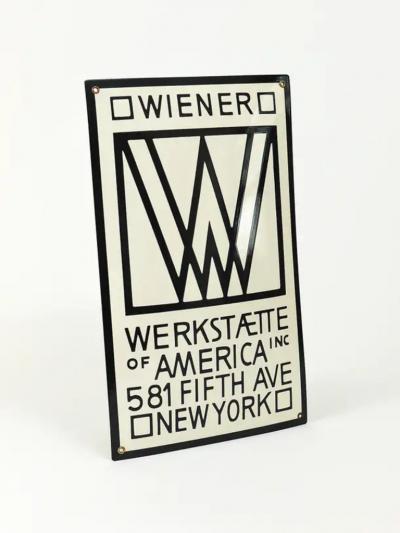 □WIENER□
W
WERKSTÆTTE
OF AMERICA INC
581 FIFTH AVE
□NEW YORK□